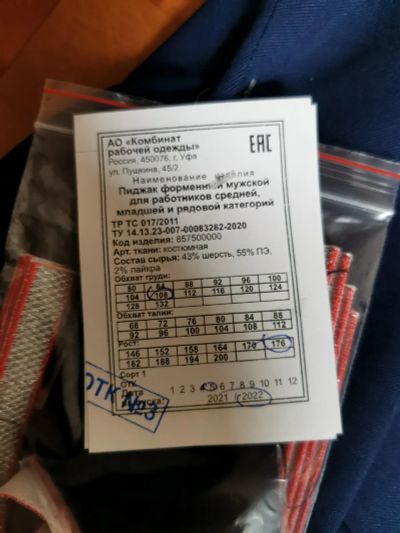 АО «Комбинат
рабочей одежды»
Россия, 450076, г. Уфа
ул. Пушкина, 45/2
EAC
Наименование изделия
Пиджак форменный мужской
для работников средней,
младшей и рядовой категорий
ТР ТС 017/2011
ТУ 14.13.23-007-00083262-2020
Код изделия: 857500000
Арт. ткани: костюмная
Состав сырья: 43% шерсть, 55% ПЭ,
2% лайкра
Обхват груди:
80 84 88 92 96 100
104 108 112 116 120 124
128 132
Обхват талии:
68 72 76 80 84 88
92 96 100 104 108 112
Рост:
146 152 158 164 170 176
182 188 194 200
Сорт 1
ОТК
Дата 1 2 3 4 5 6 7 8 9 10 11 12
выпуска: 2021 2022
ОТК №3